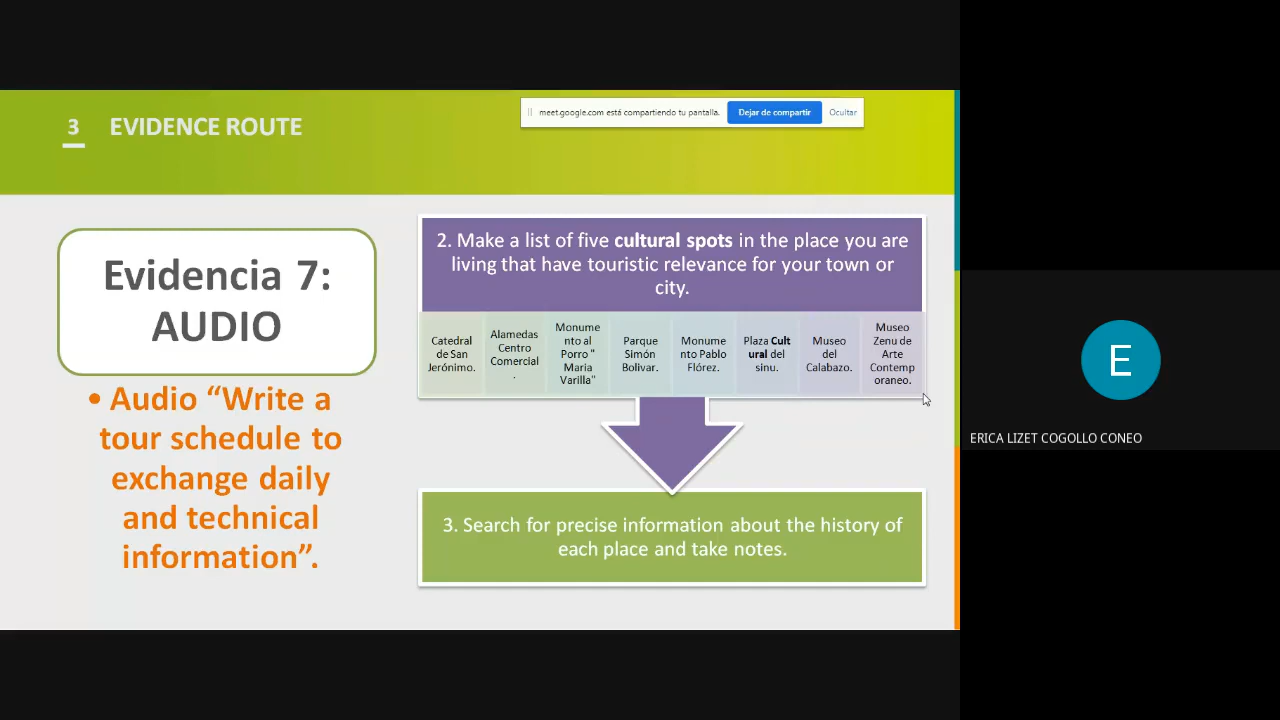 3 EVIDENCE ROUTE
meet.google.com está compartiendo tu pantalla. Dejar de compartir Ocultar
Evidencia 7:
AUDIO
• Audio “Write a
tour schedule to
exchange daily
and technical
information”.
2. Make a list of five cultural spots in the place you are
living that have touristic relevance for your town or
city.
Catedral
de San
Jerónimo.
Alamedas
Centro
Comercial
.
Monume
nto al
Porro "
Maria
Varilla"
Parque
Simón
Bolivar.
Monume
nto Pablo
Flórez.
Plaza Cult
ural del
sinu.
Museo
del
Calabazo.
Museo
Zenu de
Arte
Contemp
oraneo.
3. Search for precise information about the history of
each place and take notes.
E
ERICA LIZET COGOLLO CONEO